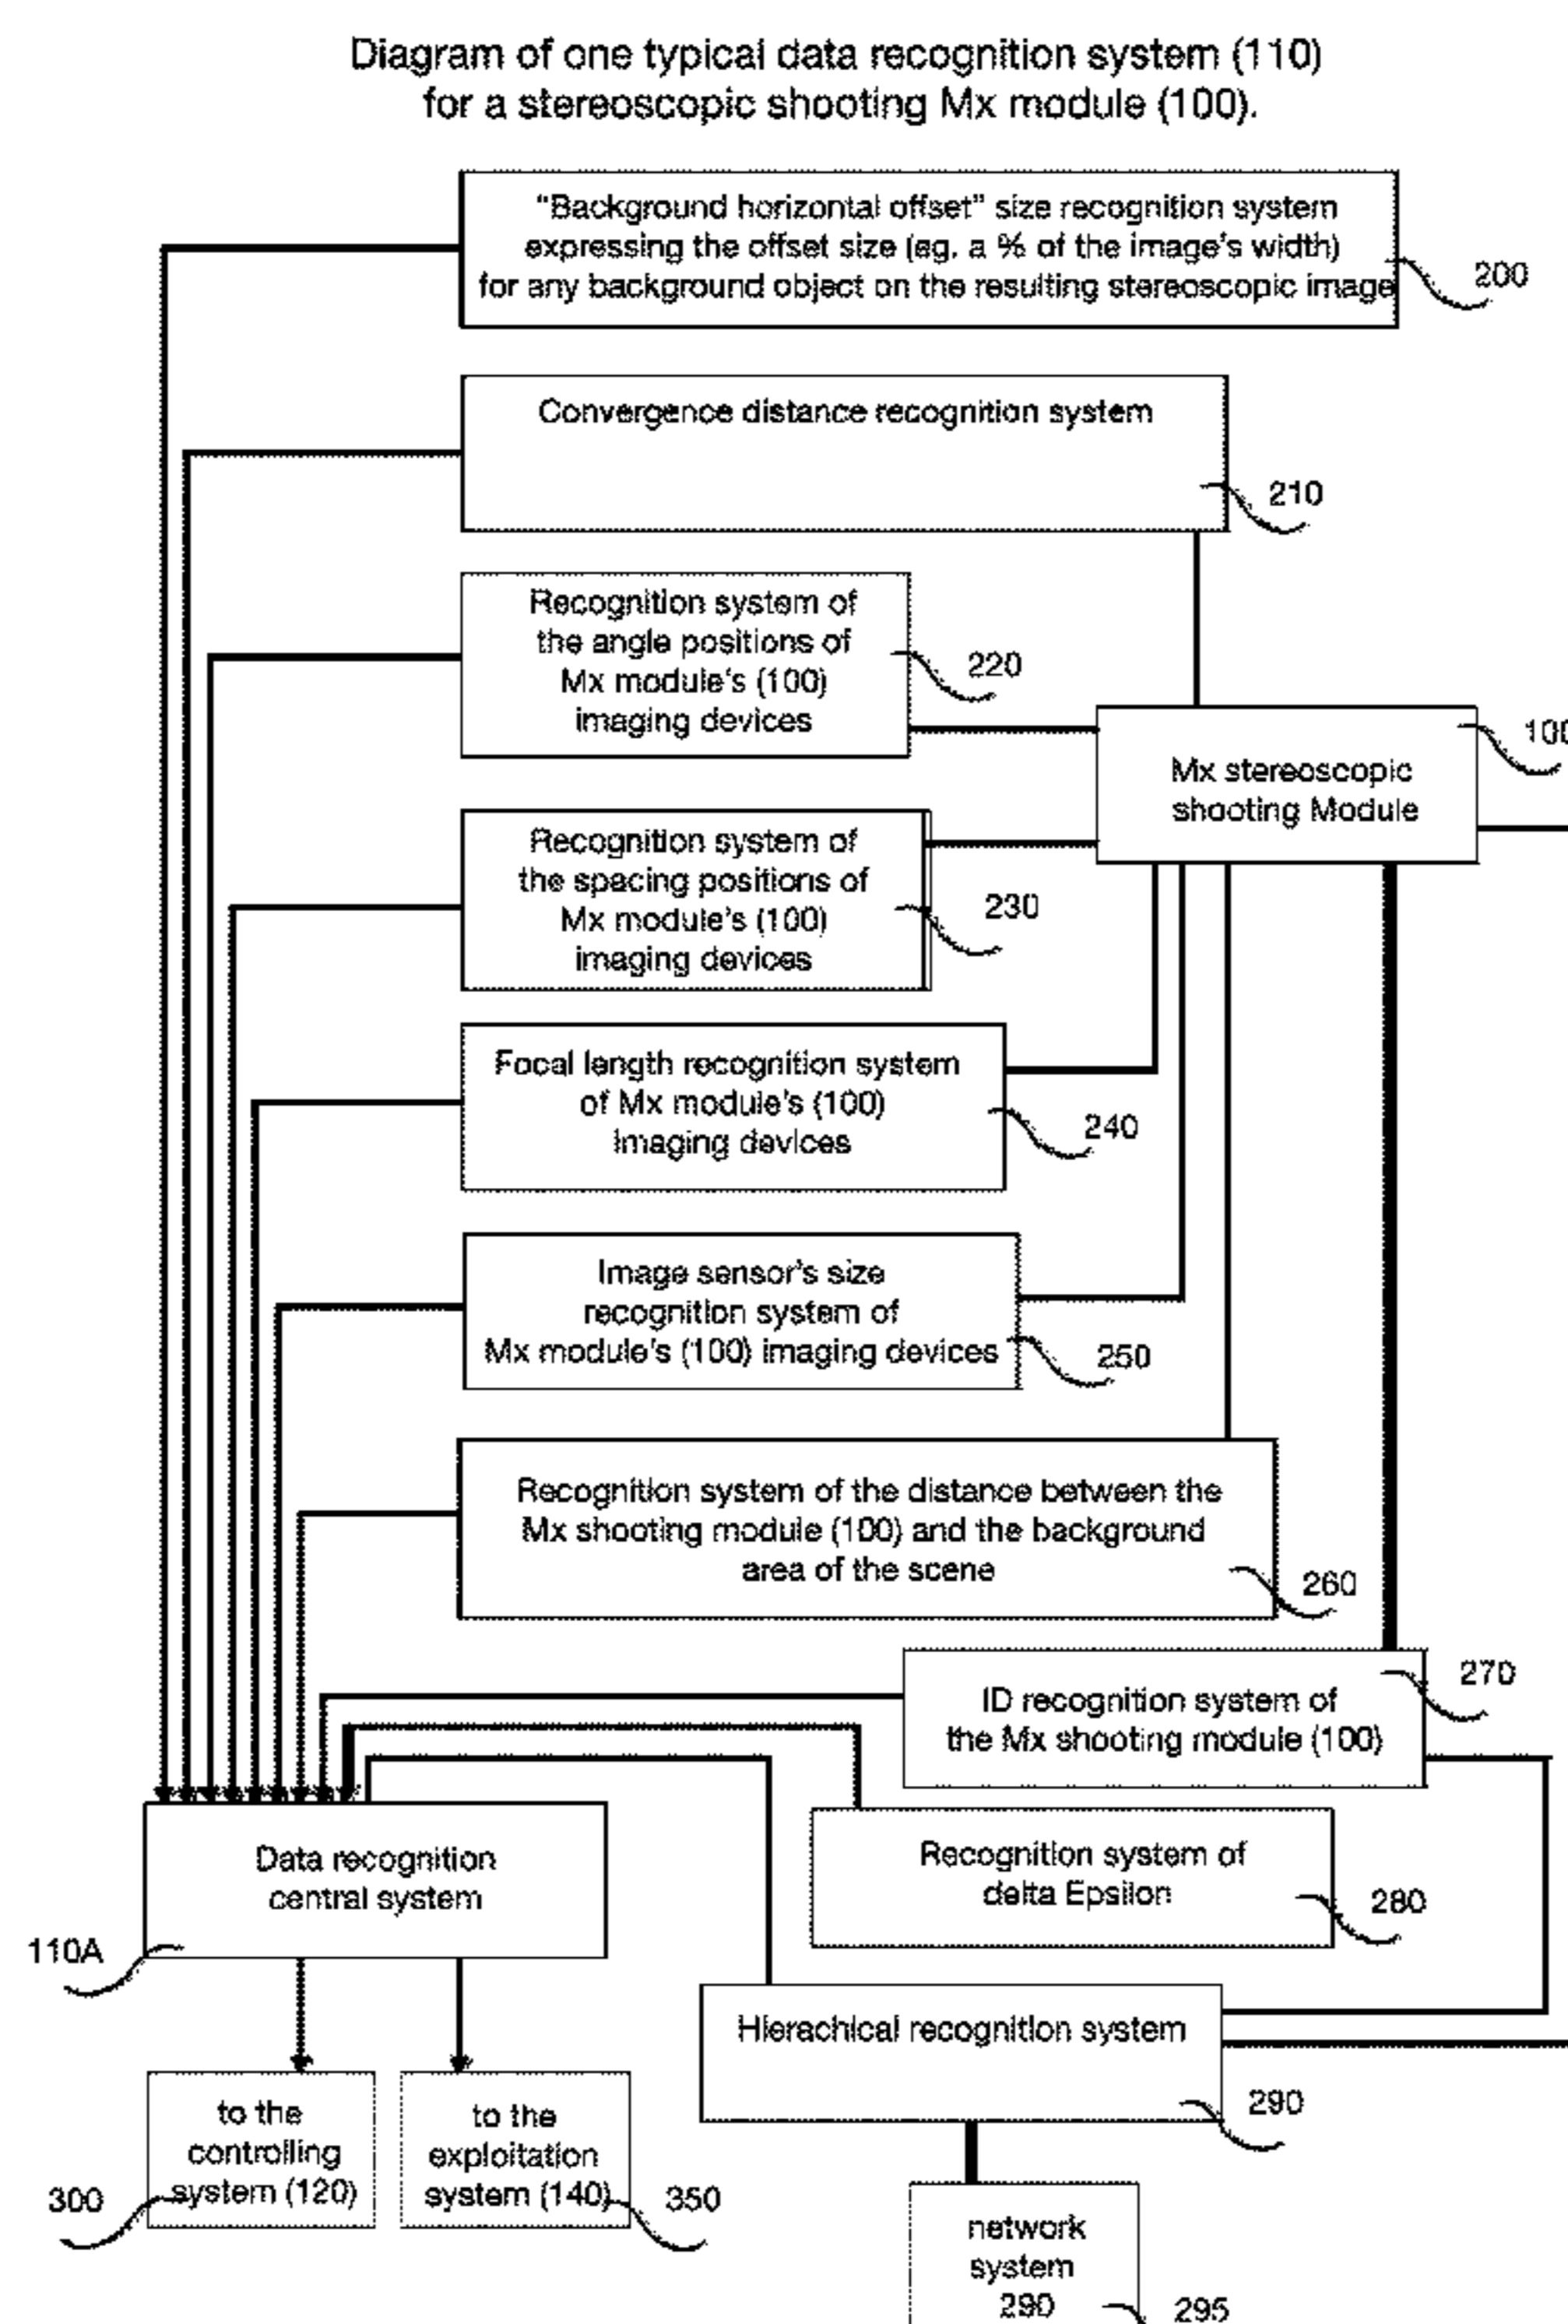 Diagram of one typical data recognition system (110)
for a stereoscopic shooting Mx module (100).
“Background horizontal offset” size recognition system
expressing the offset size (eg. a % of the image's width)
for any background object on the resulting stereoscopic image
200
Convergence distance recognition system
210
Recognition system of
the angle positions of
Mx module's (100)
imaging devices
220
Mx stereoscopic
shooting Module
100
Recognition system of
the spacing positions of
Mx module's (100)
imaging devices
230
Focal length recognition system
of Mx module's (100)
Imaging devices
240
Image sensor's size
recognition system of
Mx module's (100) imaging devices
250
Recognition system of the distance between the
Mx shooting module (100) and the background
area of the scene
260
ID recognition system of
the Mx shooting module (100)
270
Data recognition
central system
110A
Recognition system of
delta Epsilon
280
Hierachical recognition system
290
to the
controlling
system (120)
300
to the
exploitation
system (140)
350
network
system
290
295